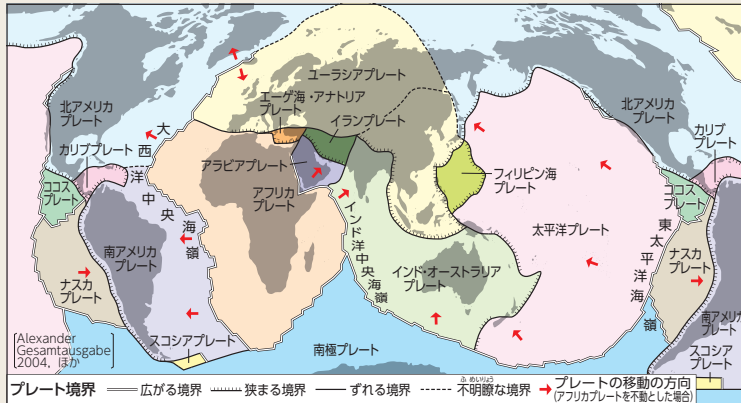 ユーラシアプレート
エーゲ海・アナトリア
プレート
イランプレート
北アメリカ
プレート
大西洋中央海嶺
カリブプレート
ココス
プレート
アラビアプレート
アフリカ
プレート
南アメリカ
プレート
ナスカ
プレート
スコシアプレート
インド洋中央海嶺
フィリピン海
プレート
インド・オーストラリア
プレート
太平洋プレート
南極プレート
北アメリカ
プレート
カリブ
プレート
ココス
プレート
東太平洋海嶺
ナスカ
プレート
南アメリカ
プレート
スコシア
プレート
Alexander
Gesamtausgabe
2004, ほか
プレート境界 広がる境界 狭まる境界 ずれる境界 不明瞭な境界 プレートの移動の方向
ふ めいりょう
(アフリカプレートを不動とした場合)